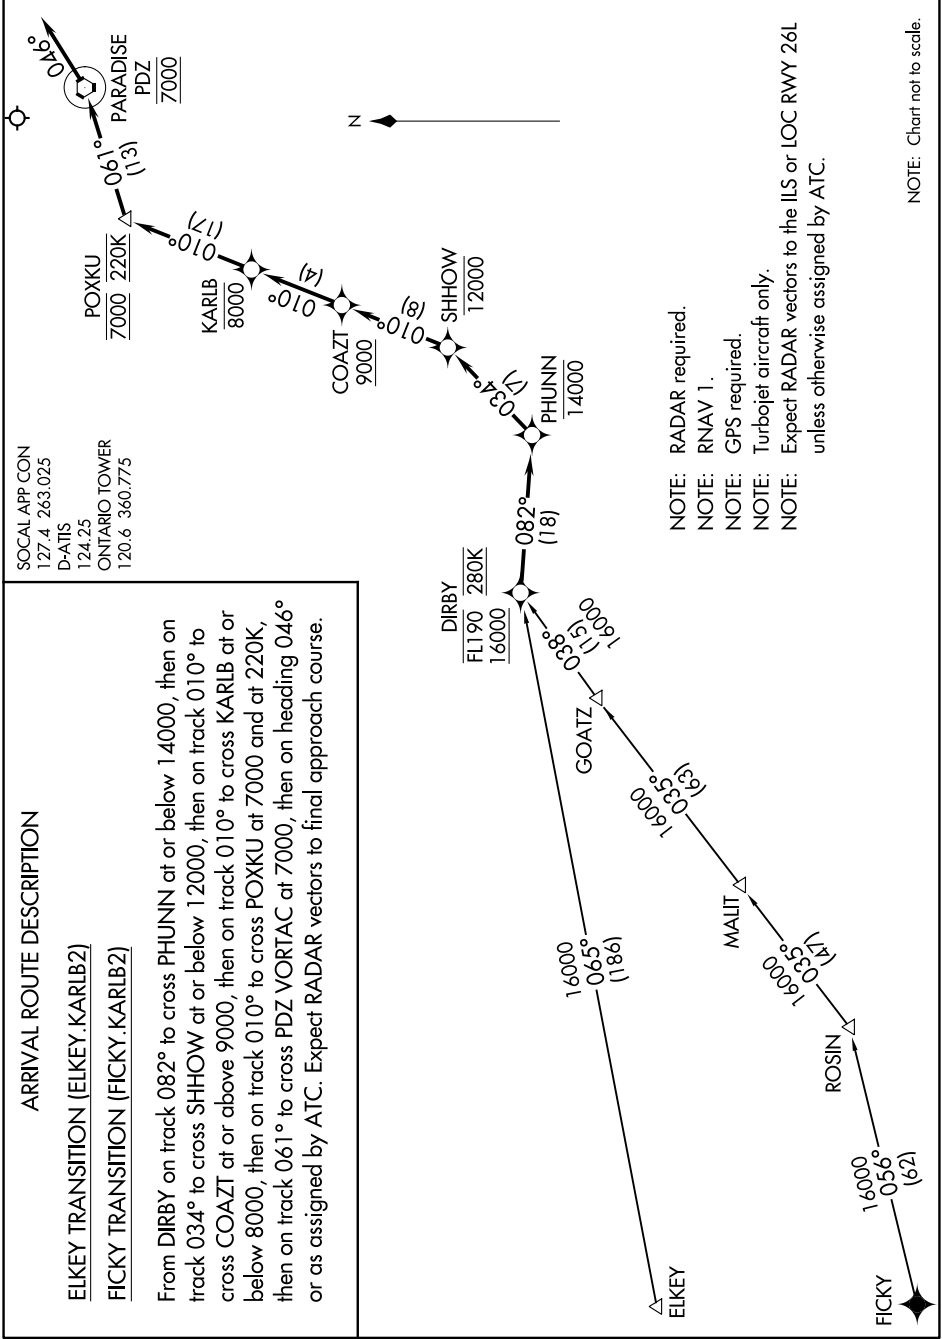 ARRIVAL ROUTE DESCRIPTION
ELKEY TRANSITION (ELKEY.KARLB2)
FICKY TRANSITION (FICKY.KARLB2)
From DIRBY on track 082° to cross PHUNN at or below 14000, then on
track 034° to cross SHHOW at or below 12000, then on track 010° to
cross COAZT at or above 9000, then on track 010° to cross KARLB at or
below 8000, then on track 010° to cross POXKU at 7000 and at 220K,
then on track 061° to cross PDZ VORTAC at 7000, then on heading 046°
or as assigned by ATC. Expect RADAR vectors to final approach course.
SOCAL APP CON
127.4 263.025
D-ATIS
124.25
ONTARIO TOWER
120.6 360.775
046°
PARADISE
PDZ
7000
061°
(13)
POXKU
7000 220K
010°
(17)
KARLB
8000
010°
(4)
COAZT
9000
010°
(8)
SHHOW
12000
034°
(7)
PHUNN
14000
082°
(18)
DIRBY
FL190 280K
16000
038°
(15)
16000
GOATZ
16000
035°
(63)
MALIT
16000
035°
(47)
ROSIN
16000
056°
(62)
FICKY
16000
065°
(186)
ELKEY
N
NOTE: RADAR required.
NOTE: RNAV 1.
NOTE: GPS required.
NOTE: Turbojet aircraft only.
NOTE: Expect RADAR vectors to the ILS or LOC RWY 26L
unless otherwise assigned by ATC.
NOTE: Chart not to scale.